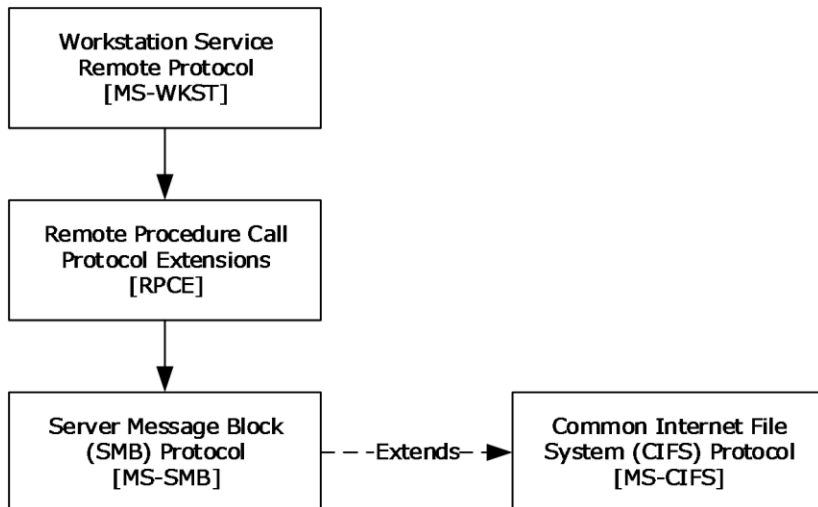 Workstation Service
Remote Protocol
[MS-WKST]
Remote Procedure Call
Protocol Extensions
[RPCE]
Server Message Block
(SMB) Protocol
[MS-SMB]
Extends
Common Internet File
System (CIFS) Protocol
[MS-CIFS]